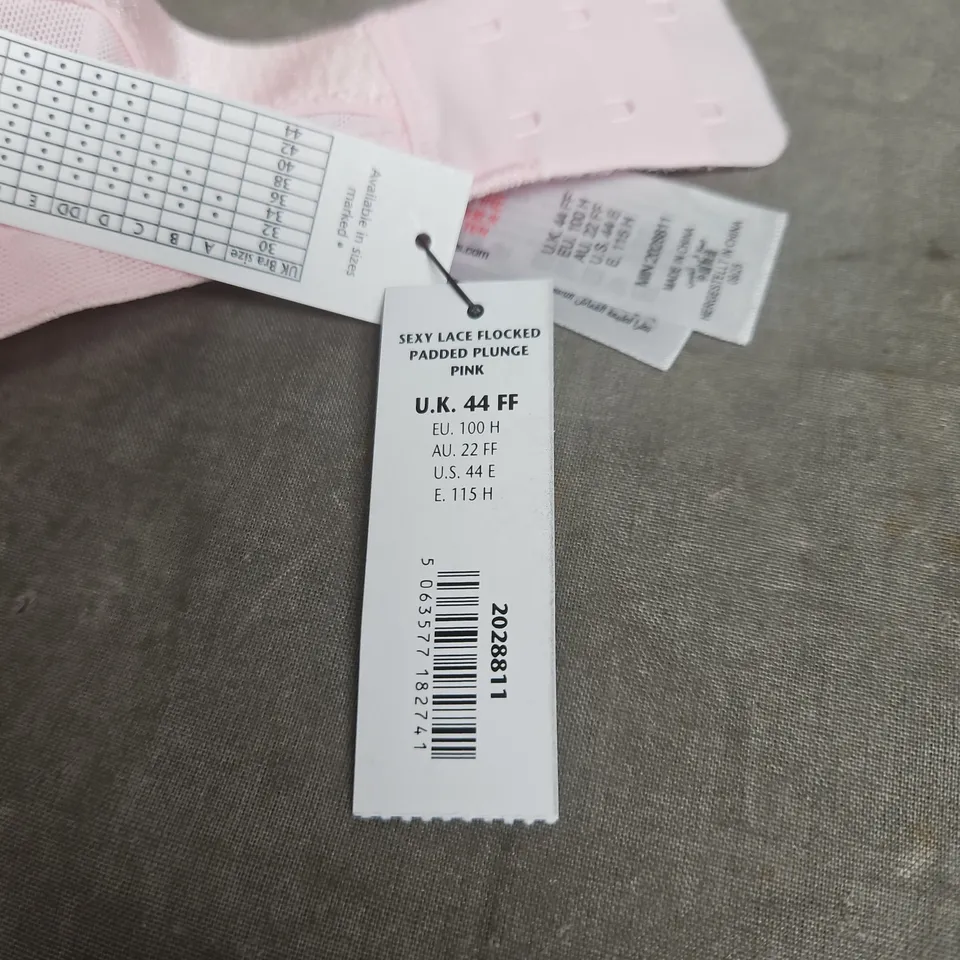 SEXY LACE FLOCKED
PADDED PLUNGE
PINK
U.K. 44 FF
EU. 100 H
AU. 22 FF
U.S. 44 E
E. 115 H
5 063577 182741
2028811
Available in sizes
marked •
UK Bra size
30
32
34
36
38
40
42
44
A
B
C
D
DD
E
U.K. 44 FF
EU. 100 H
AU. 22 FF
U.S. 44 E
E. 115 H
MADE IN CHINA